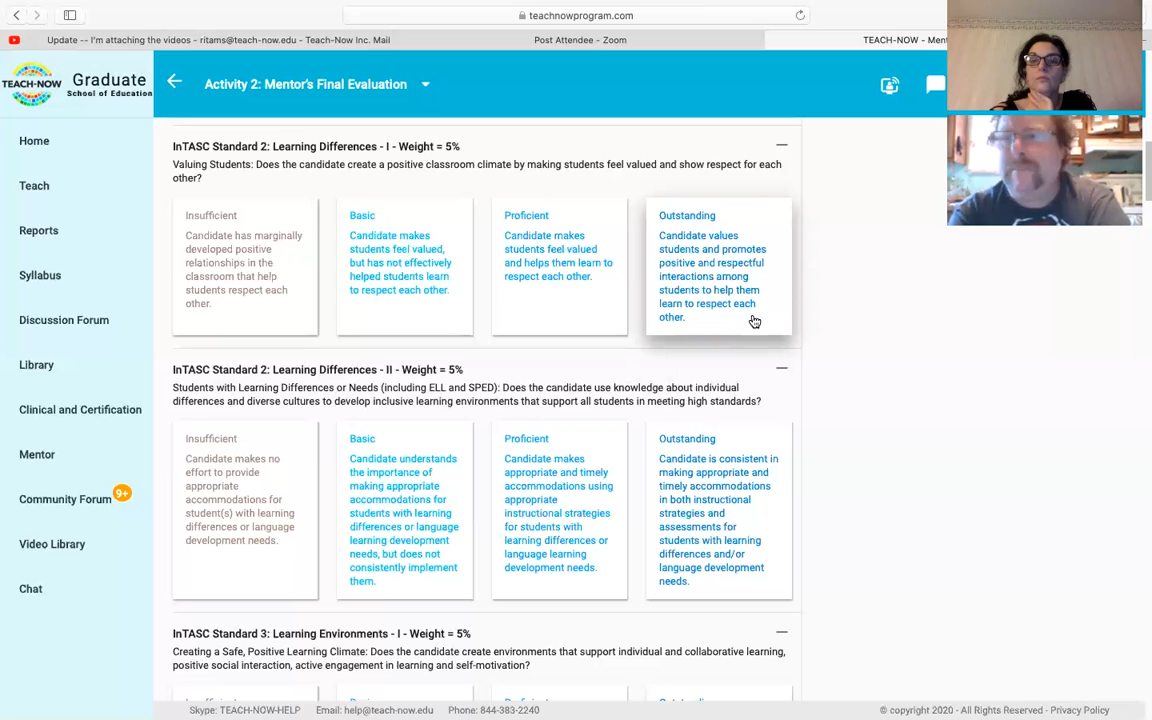 teachnowprogram.com
Update -- I'm attaching the videos - ritams@teach-now.edu - Teach-Now Inc. Mail
Post Attendee - Zoom
TEACH-NOW - Ment
TEACH-NOW
Graduate
School of Education
Activity 2: Mentor's Final Evaluation
Home
Teach
Reports
Syllabus
Discussion Forum
Library
Clinical and Certification
Mentor
Community Forum
9+
Video Library
Chat
InTASC Standard 2: Learning Differences - I - Weight = 5%
Valuing Students: Does the candidate create a positive classroom climate by making students feel valued and show respect for each
other?
Insufficient
Candidate has marginally
developed positive
relationships in the
classroom that help
students respect each
other.
Basic
Candidate makes
students feel valued,
but has not effectively
helped students learn
to respect each other.
Proficient
Candidate makes
students feel valued
and helps them learn to
respect each other.
Outstanding
Candidate values
students and promotes
positive and respectful
interactions among
students to help them
learn to respect each
other.
InTASC Standard 2: Learning Differences - II - Weight = 5%
Students with Learning Differences or Needs (including ELL and SPED): Does the candidate use knowledge about individual
differences and diverse cultures to develop inclusive learning environments that support all students in meeting high standards?
Insufficient
Candidate makes no
effort to provide
appropriate
accommodations for
student(s) with learning
differences or language
development needs.
Basic
Candidate understands
the importance of
making appropriate
accommodations for
students with learning
differences or language
learning development
needs, but does not
consistently implement
them.
Proficient
Candidate makes
appropriate and timely
accommodations using
appropriate
instructional strategies
for students with
learning differences or
language learning
development needs.
Outstanding
Candidate is consistent in
making appropriate and
timely accommodations
in both instructional
strategies and
assessments for
students with learning
differences and/or
language development
needs.
InTASC Standard 3: Learning Environments - I - Weight = 5%
Creating a Safe, Positive Learning Climate: Does the candidate create environments that support individual and collaborative learning,
positive social interaction, active engagement in learning and self-motivation?
Insufficient
Basic
Proficient
Outstanding
Skype: TEACH-NOW-HELP
Email: help@teach-now.edu
Phone: 844-383-2240
© copyright 2020 - All Rights Reserved - Privacy Policy